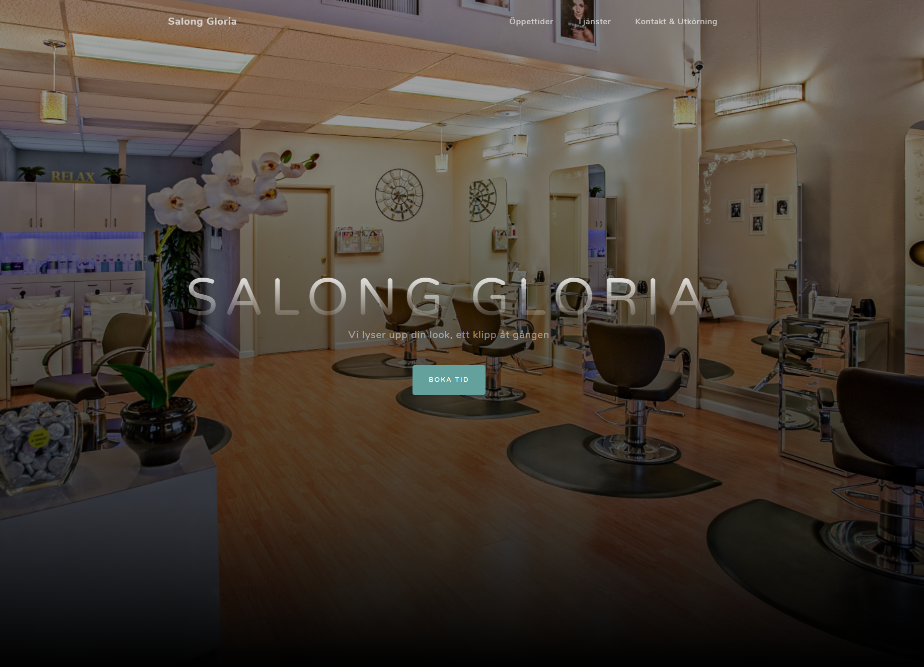 Salong Gloria
Öppettider
Tjänster
Kontakt & Utkörning
RELAX
SALONG GLORIA
Vi lyser upp din look, ett klipp åt gången
BOKA TID